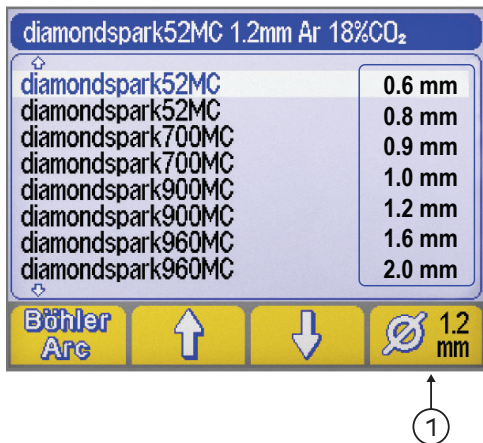 diamondspark52MC 1.2mm Ar 18%CO₂
diamondspark52MC 0.6 mm
diamondspark52MC 0.8 mm
diamondspark700MC 0.9 mm
diamondspark700MC 1.0 mm
diamondspark900MC 1.2 mm
diamondspark900MC 1.6 mm
diamondspark960MC 2.0 mm
diamondspark960MC
Böhler Arc
1.2 mm
1